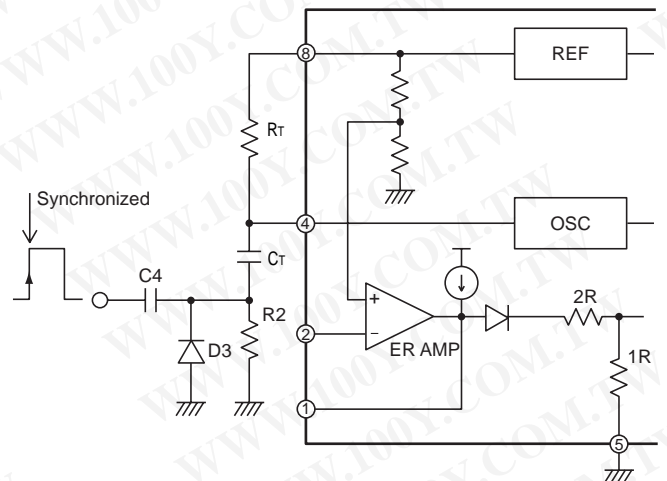 8
REF
RT
Synchronized
4
OSC
CT
C4
R2
D3
+
2
−
ER AMP
2R
1R
1
5
WWW.100Y.COM.TW